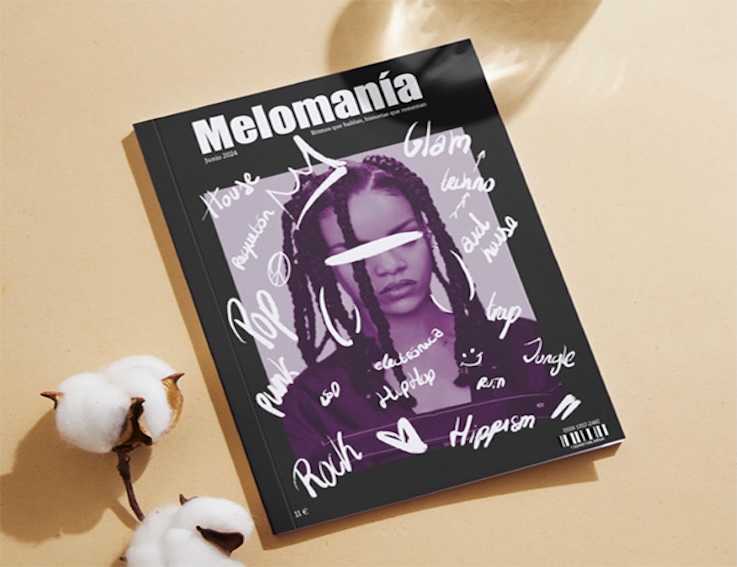 Melomanía
Ritmos que hablan, historias que resuenan
Junio 2024
Glam
House
techno
Reguetón
acid
house
Pop
trap
electrónica
Jungle
punk
HipHop
Rock
Hippism
11 €